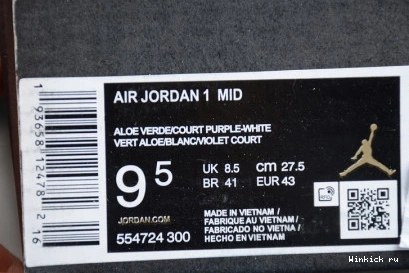 AIR JORDAN 1 MID
ALOE VERDE/COURT PURPLE-WHITE
VERT ALOE/BLANC/VIOLET COURT
9 5
UK 8.5 cm 27.5
BR 41 EUR 43
JORDAN.COM
554724 300
MADE IN VIETNAM /
FABRIQUE AU VIETNAM /
FABRICADO NO VIETNA /
HECHO EN VIETNAM
1 93658 12478 2 16
Winkick ru